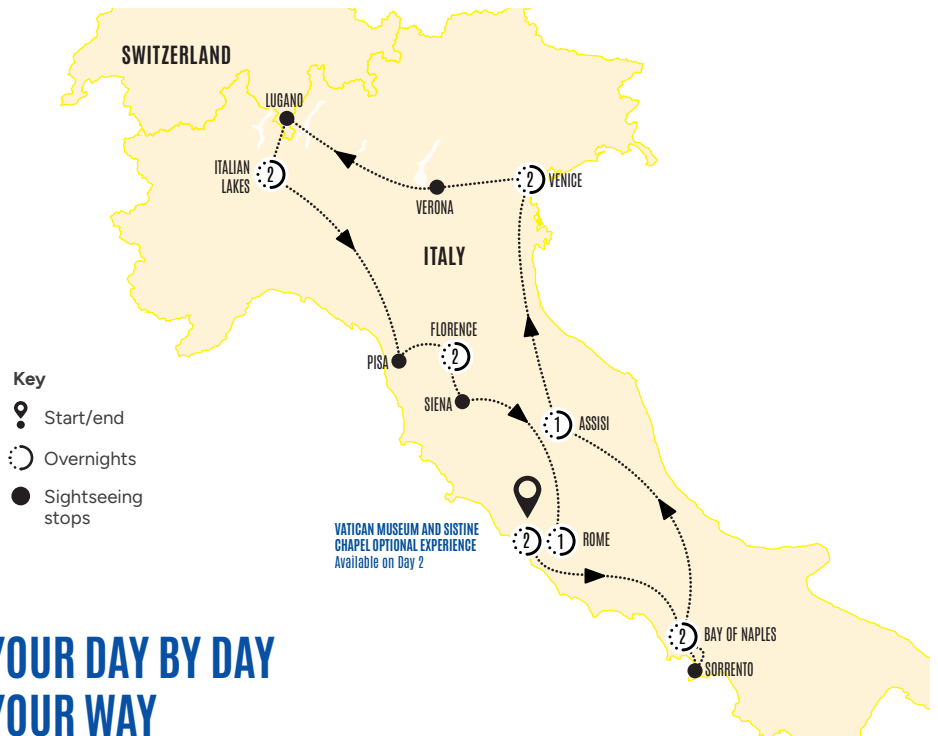 SWITZERLAND
LUGANO
ITALIAN
LAKES
2
2
VENICE
VERONA
ITALY
FLORENCE
2
PISA
SIENA
1
ASSISI
Key
Start/end
Overnights
Sightseeing
stops
VATICAN MUSEUM AND SISTINE
CHAPEL OPTIONAL EXPERIENCE
Available on Day 2
2
1
ROME
2
BAY OF NAPLES
SORRENTO
YOUR DAY BY DAY
YOUR WAY